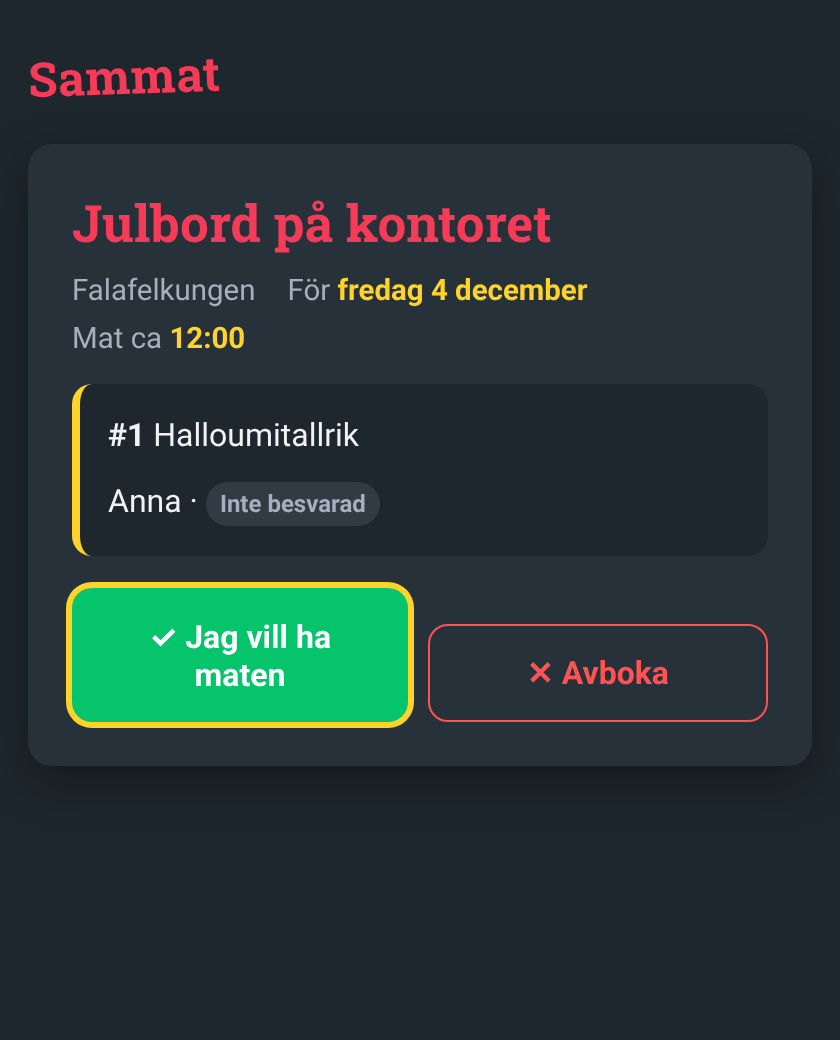 Sammat
Julbord på kontoret
Falafelkungen För fredag 4 december
Mat ca 12:00
#1 Halloumitallrik
Anna · Inte besvarad
✓ Jag vill ha
maten
✕ Avboka